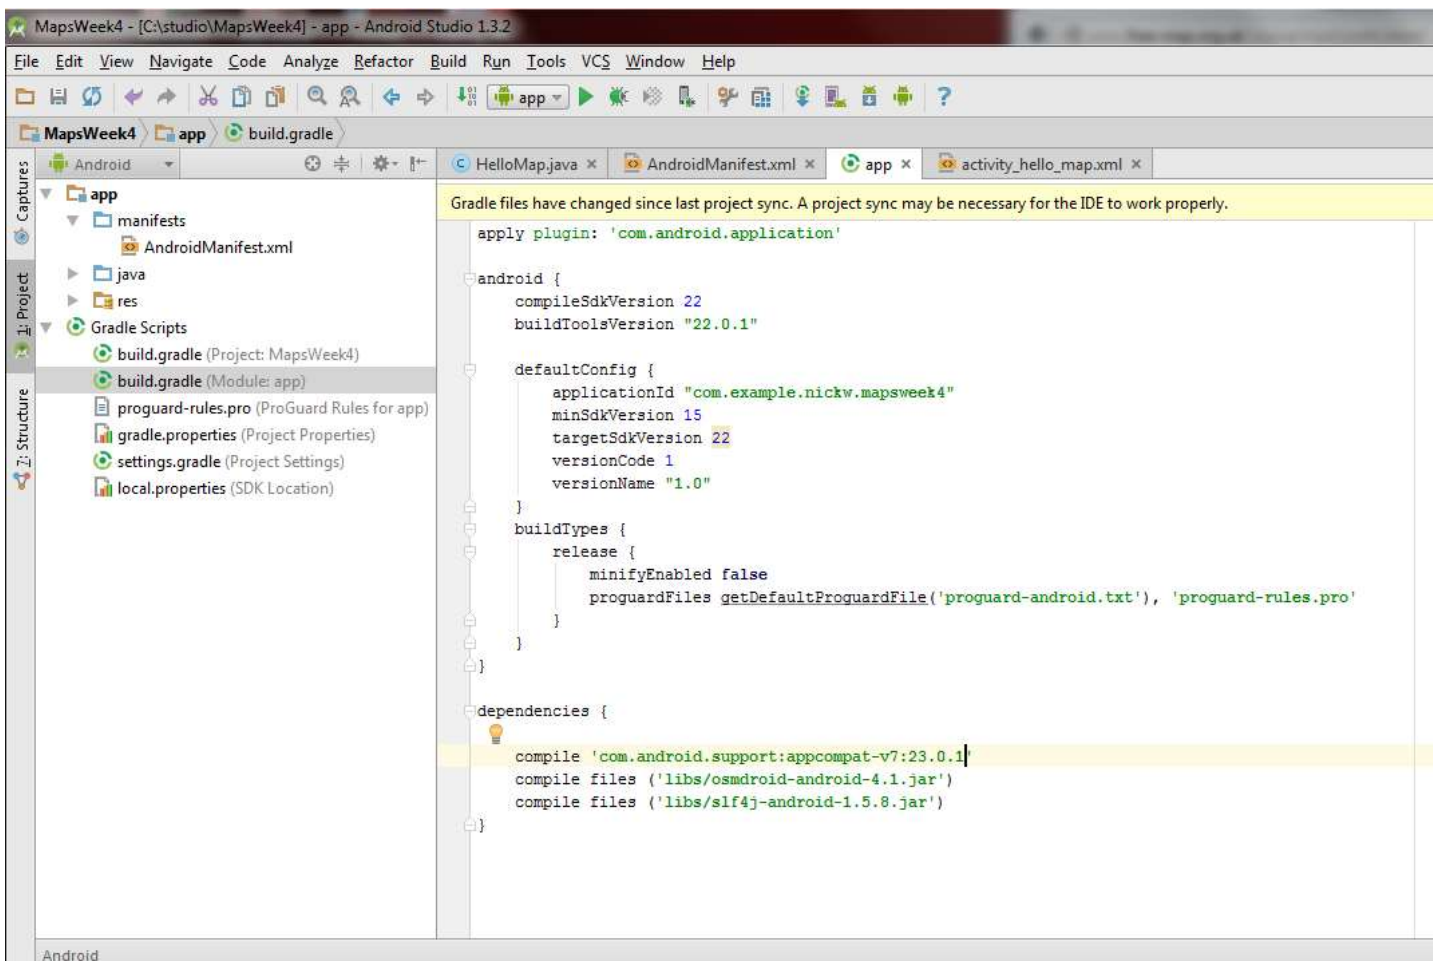 MapsWeek4 - [C:\studio\MapsWeek4] - app - Android Studio 1.3.2
File Edit View Navigate Code Analyze Refactor Build Run Tools VCS Window Help
app
MapsWeek4 app build.gradle
Android
HelloMap.java AndroidManifest.xml app activity_hello_map.xml
Captures
1: Project
7: Structure
app
manifests
AndroidManifest.xml
java
res
Gradle Scripts
build.gradle (Project: MapsWeek4)
build.gradle (Module: app)
proguard-rules.pro (ProGuard Rules for app)
gradle.properties (Project Properties)
settings.gradle (Project Settings)
local.properties (SDK Location)
Gradle files have changed since last project sync. A project sync may be necessary for the IDE to work properly.
apply plugin: 'com.android.application'
android {
compileSdkVersion 22
buildToolsVersion "22.0.1"
defaultConfig {
applicationId "com.example.nickw.mapsweek4"
minSdkVersion 15
targetSdkVersion 22
versionCode 1
versionName "1.0"
}
buildTypes {
release {
minifyEnabled false
proguardFiles getDefaultProguardFile('proguard-android.txt'), 'proguard-rules.pro'
}
}
}
dependencies {
compile 'com.android.support:appcompat-v7:23.0.1'
compile files ('libs/osmdroid-android-4.1.jar')
compile files ('libs/slf4j-android-1.5.8.jar')
}
Android